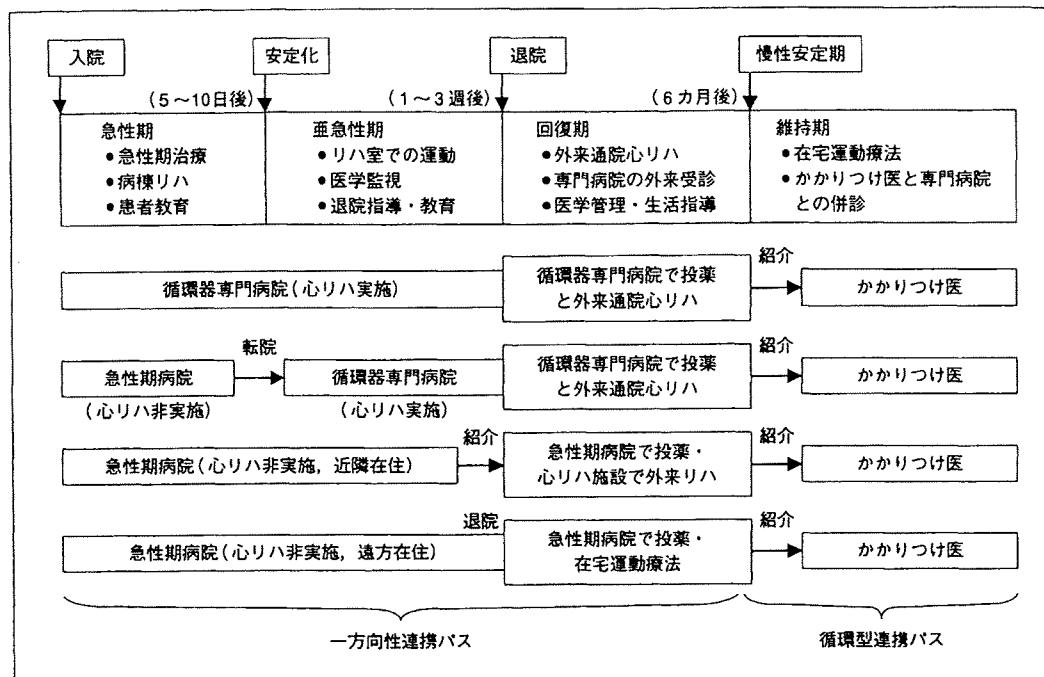 入院
安定化
退院
慢性安定期
(5～10日後)
(1～3週後)
(6カ月後)
急性期
●急性期治療
●病棟リハ
●患者教育
亜急性期
●リハ室での運動
●医学監視
●退院指導・教育
回復期
●外来通院心リハ
●専門病院の外来受診
●医学管理・生活指導
維持期
●在宅運動療法
●かかりつけ医と専門病院
との併診
循環器専門病院(心リハ実施)
循環器専門病院で投薬
と外来通院心リハ
紹介
かかりつけ医
急性期病院
(心リハ非実施)
転院
循環器専門病院
(心リハ実施)
循環器専門病院で投薬
と外来通院心リハ
紹介
かかりつけ医
急性期病院(心リハ非実施，近隣在住)
紹介
急性期病院で投薬・
心リハ施設で外来リハ
紹介
かかりつけ医
急性期病院(心リハ非実施，遠方在住)
退院
急性期病院で投薬・
在宅運動療法
紹介
かかりつけ医
一方向性連携パス
循環型連携パス